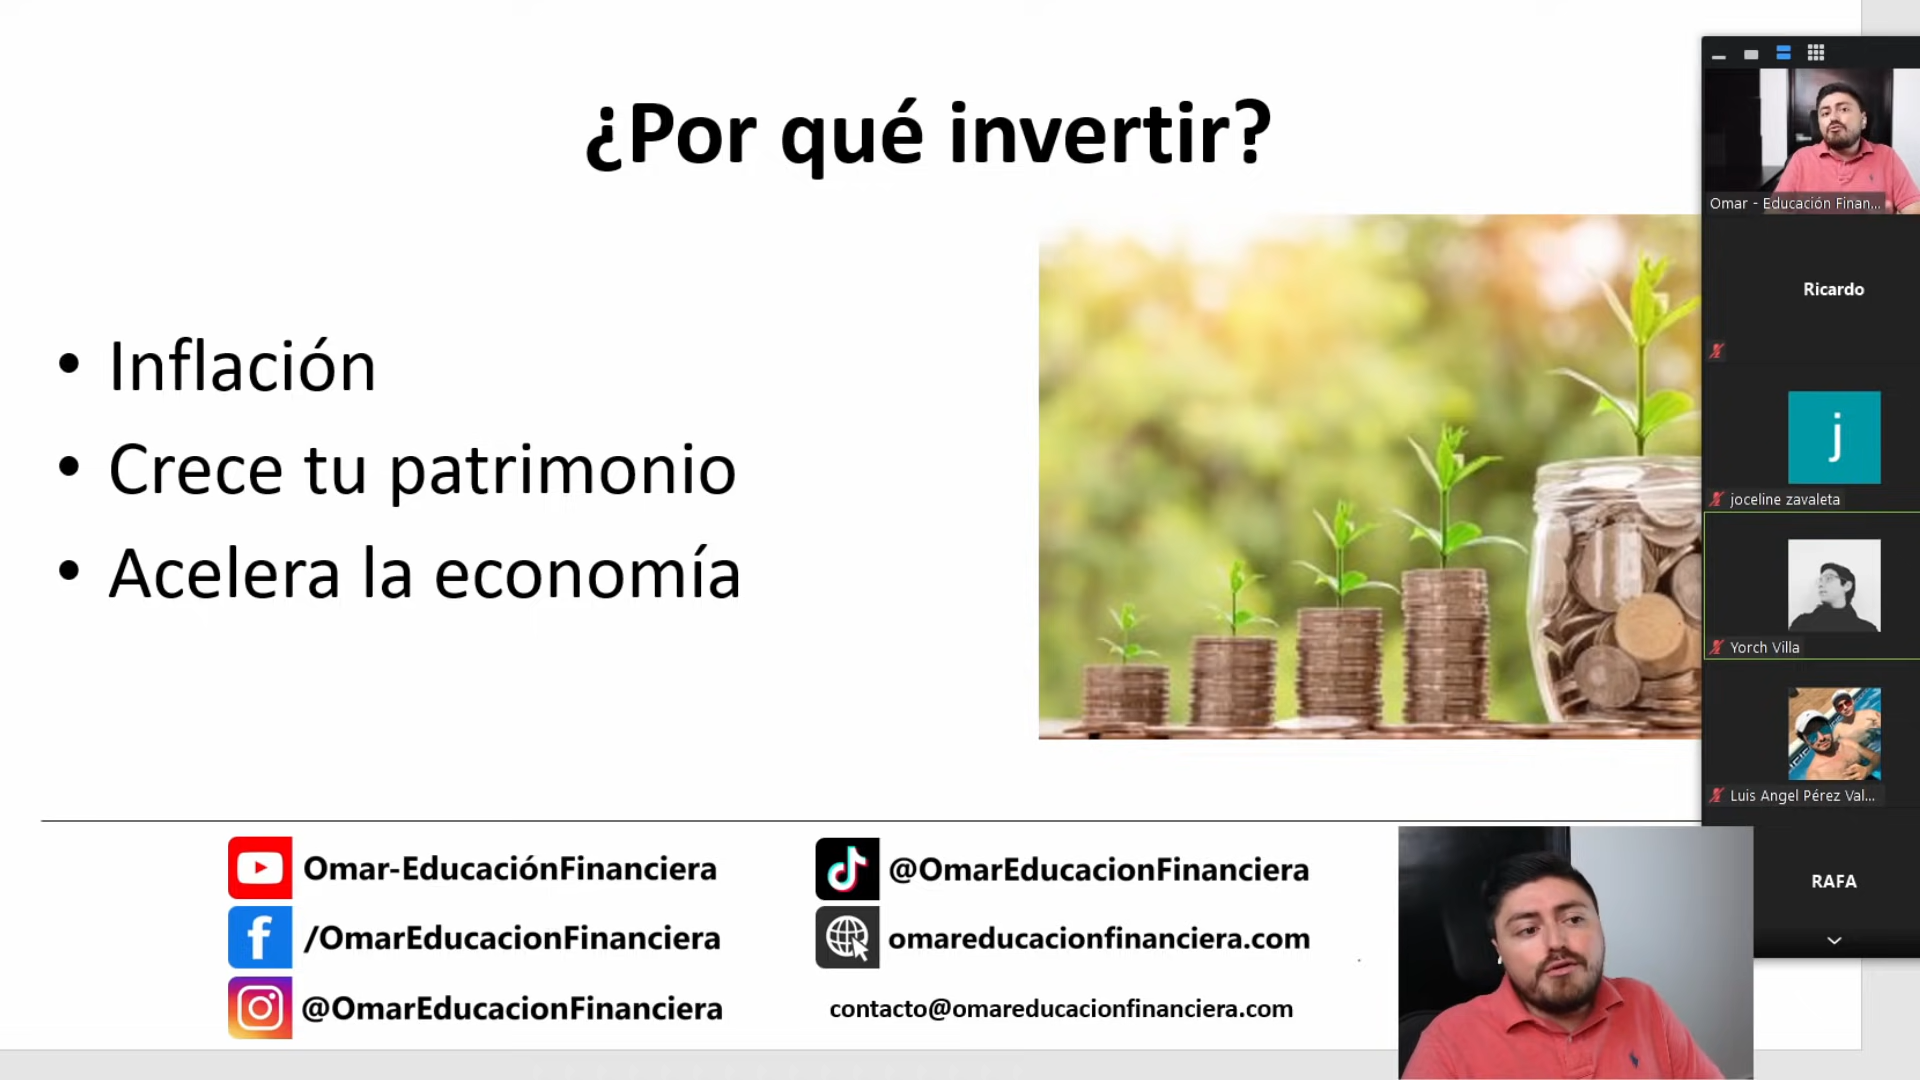 ¿Por qué invertir?
• Inflación
• Crece tu patrimonio
• Acelera la economía
Omar-EducaciónFinanciera
/OmarEducacionFinanciera
@OmarEducacionFinanciera
@OmarEducacionFinanciera
omareducacionfinanciera.com
contacto@omareducacionfinanciera.com
Omar - Educación Finan...
Ricardo
j
joceline zavaleta
Yorch Villa
Luis Angel Pérez Val...
RAFA